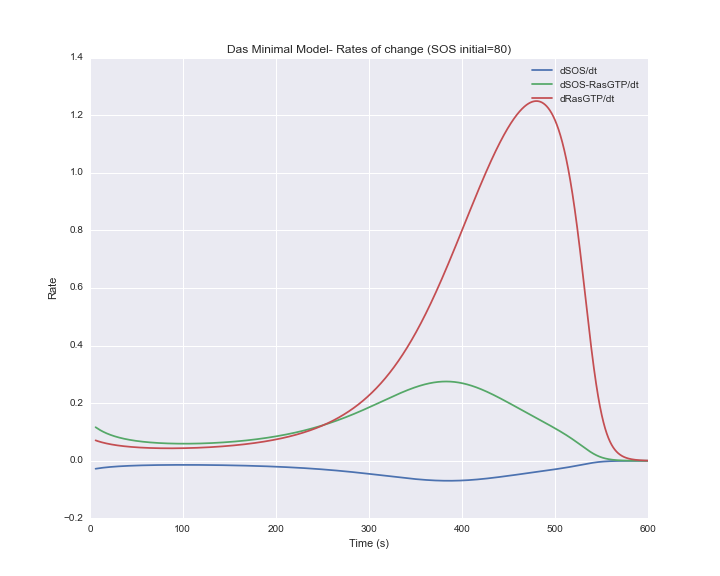 Das Minimal Model- Rates of change (SOS initial=80)
dSOS/dt
dSOS-RasGTP/dt
dRasGTP/dt
1.4
1.2
1.0
0.8
0.6
0.4
0.2
0.0
−0.2
Rate
0 100 200 300 400 500 600
Time (s)